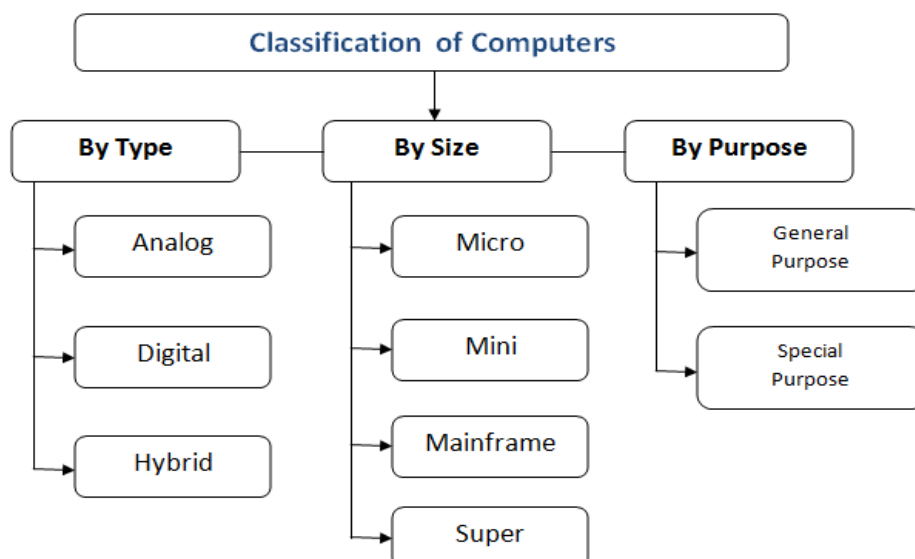 Classification of Computers
By Type
By Size
By Purpose
Analog
Digital
Hybrid
Micro
Mini
Mainframe
Super
General
Purpose
Special
Purpose